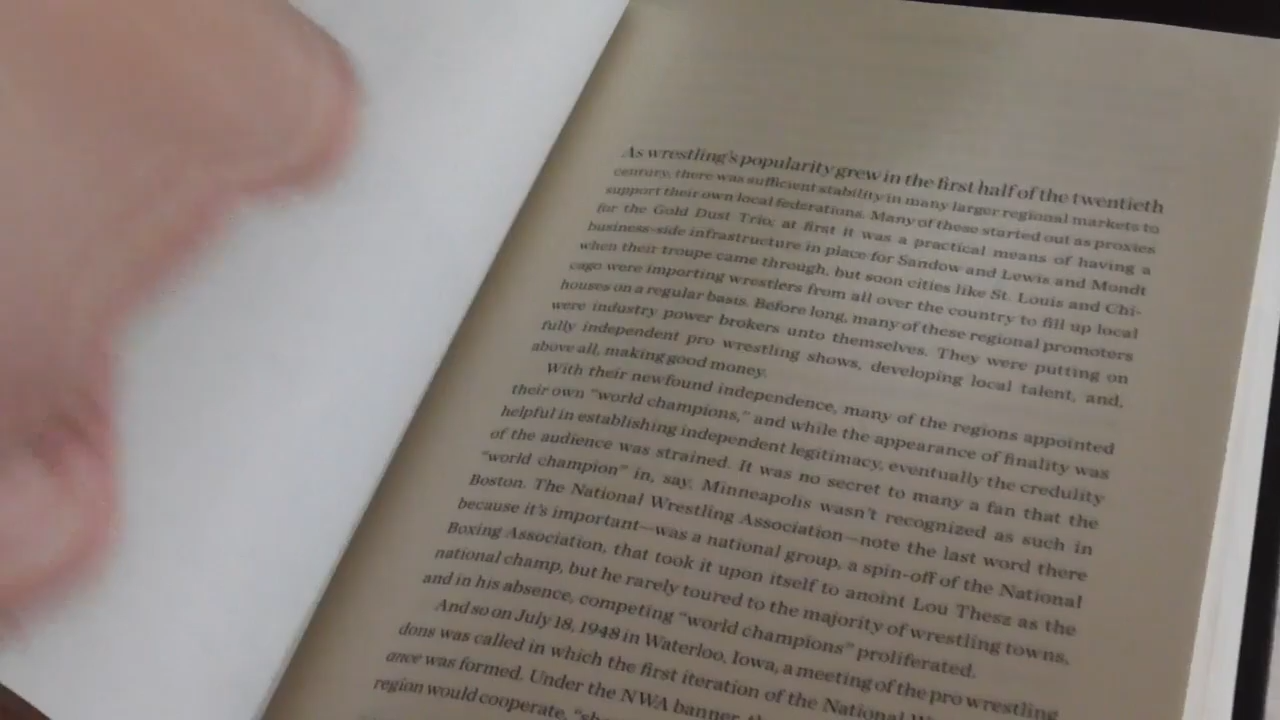 As wrestling's popularity grew in the first half of the twentieth
century, there was sufficient stability in many larger regional markets to
support their own local federations. Many of these started out as proxies
for the Gold Dust Trio; at first it was a practical means of having a
business-side infrastructure in place for Sandow and Lewis and Mondt
when their troupe came through, but soon cities like St. Louis and Chi-
cago were importing wrestlers from all over the country to fill up local
houses on a regular basis. Before long, many of these regional promoters
were industry power brokers unto themselves. They were putting on
fully independent pro wrestling shows, developing local talent, and,
above all, making good money.
With their newfound independence, many of the regions appointed
their own "world champions," and while the appearance of finality was
helpful in establishing independent legitimacy, eventually the credulity
of the audience was strained. It was no secret to many a fan that the
"world champion" in, say, Minneapolis wasn't recognized as such in
Boston. The National Wrestling Association—note the last word there
because it's important—was a national group, a spin-off of the National
Boxing Association, that took it upon itself to anoint Lou Thesz as the
national champ, but he rarely toured to the majority of wrestling towns,
and in his absence, competing "world champions" proliferated.
And so on July 18, 1948 in Waterloo, Iowa, a meeting of the pro wrestling
dons was called in which the first iteration of the National
ance was formed. Under the NWA banner,
region would cooperate,